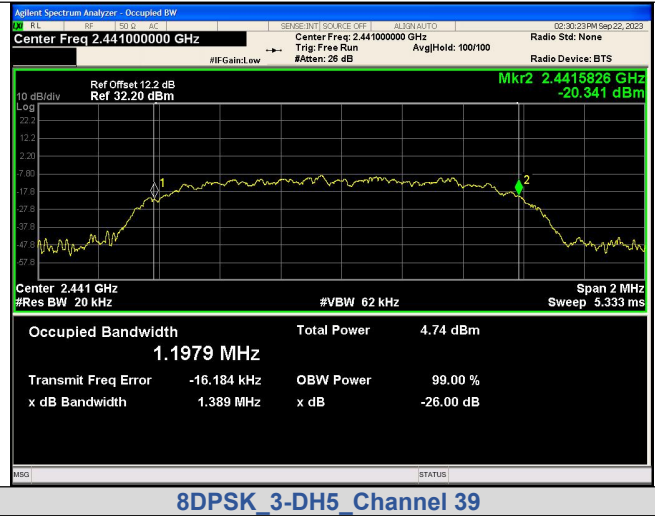 Agilent Spectrum Analyzer - Occupied BW
LXI RL RF 50 Ω AC SENSE:INT SOURCE OFF ALIGN AUTO 02:30:23 PM Sep 22, 2023
Center Freq 2.441000000 GHz Center Freq: 2.441000000 GHz Radio Std: None
Trig: Free Run Avg|Hold: 100/100
#IFGain:Low #Atten: 26 dB Radio Device: BTS
Mkr2 2.4415826 GHz
-20.341 dBm
Ref Offset 12.2 dB
10 dB/div Ref 32.20 dBm
Log
22.2
12.2
2.20
-7.80
-17.8
-27.8
-37.8
-47.8
-57.8
1
2
Center 2.441 GHz Span 2 MHz
#Res BW 20 kHz #VBW 62 kHz Sweep 5.333 ms
Occupied Bandwidth Total Power 4.74 dBm
1.1979 MHz
Transmit Freq Error -16.184 kHz OBW Power 99.00 %
x dB Bandwidth 1.389 MHz x dB -26.00 dB
MSG STATUS
8DPSK_3-DH5_Channel 39